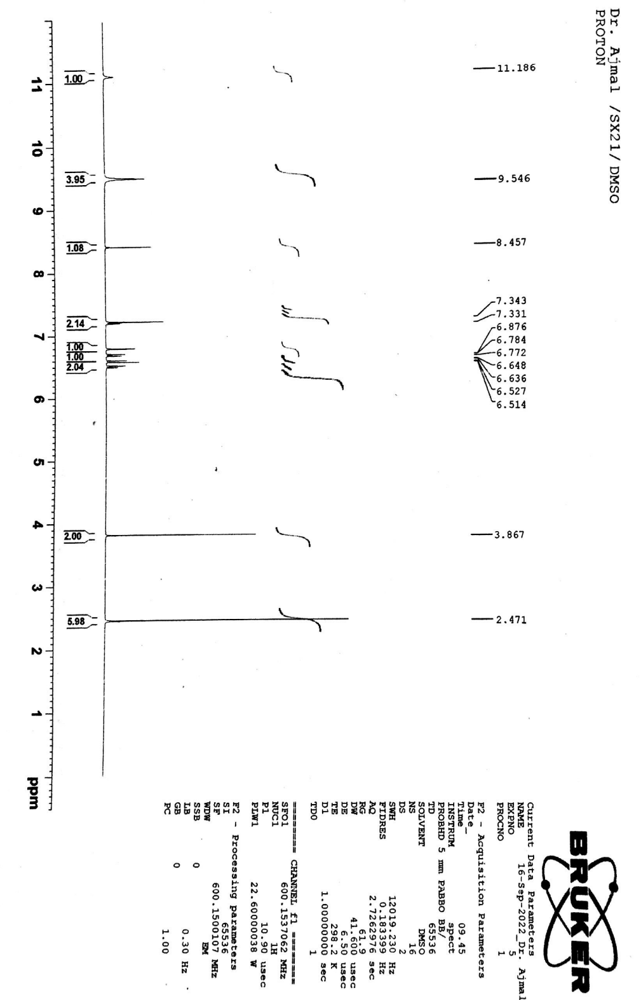 Dr. Ajmal /SX21/DMSO
PROTON
11.186
9.546
8.457
7.343
7.331
6.876
6.784
6.772
6.648
6.636
6.527
6.514
3.867
2.471
1.00
3.95
1.08
2.14
1.00
1.00
2.04
2.00
5.98
11
10
9
8
7
6
5
4
3
2
1
ppm
BRUKER
Current Data Parameters
NAME 16-Sep-2022_Dr. Ajmal
EXPNO 5
PROCNO 1
F2 - Acquisition Parameters
Date_
Time 09.45
INSTRUM spect
PROBHD 5 mm PABBO BB/
TD 65536
SOLVENT DMSO
NS 16
DS 2
SWH 12019.230 Hz
FIDRES 0.183399 Hz
AQ 2.7262976 sec
RG 61.9
DW 41.600 usec
DE 6.50 usec
TE 298.2 K
D1 1.00000000 sec
TD0 1
======== CHANNEL f1 ========
SFO1 600.1537062 MHz
NUC1 1H
P1 10.90 usec
PLW1 22.60000038 W
F2 - Processing parameters
SI 65536
SF 600.1500107 MHz
WDW EM
SSB 0
LB 0.30 Hz
GB 0
PC 1.00